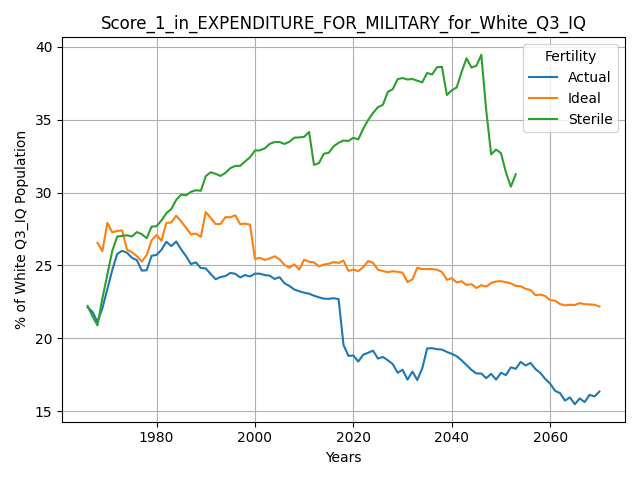 Score_1_in_EXPENDITURE_FOR_MILITARY_for_White_Q3_IQ
% of White Q3_IQ Population
40
35
30
25
20
15
Fertility
Actual
Ideal
Sterile
1980
2000
2020
2040
2060
Years